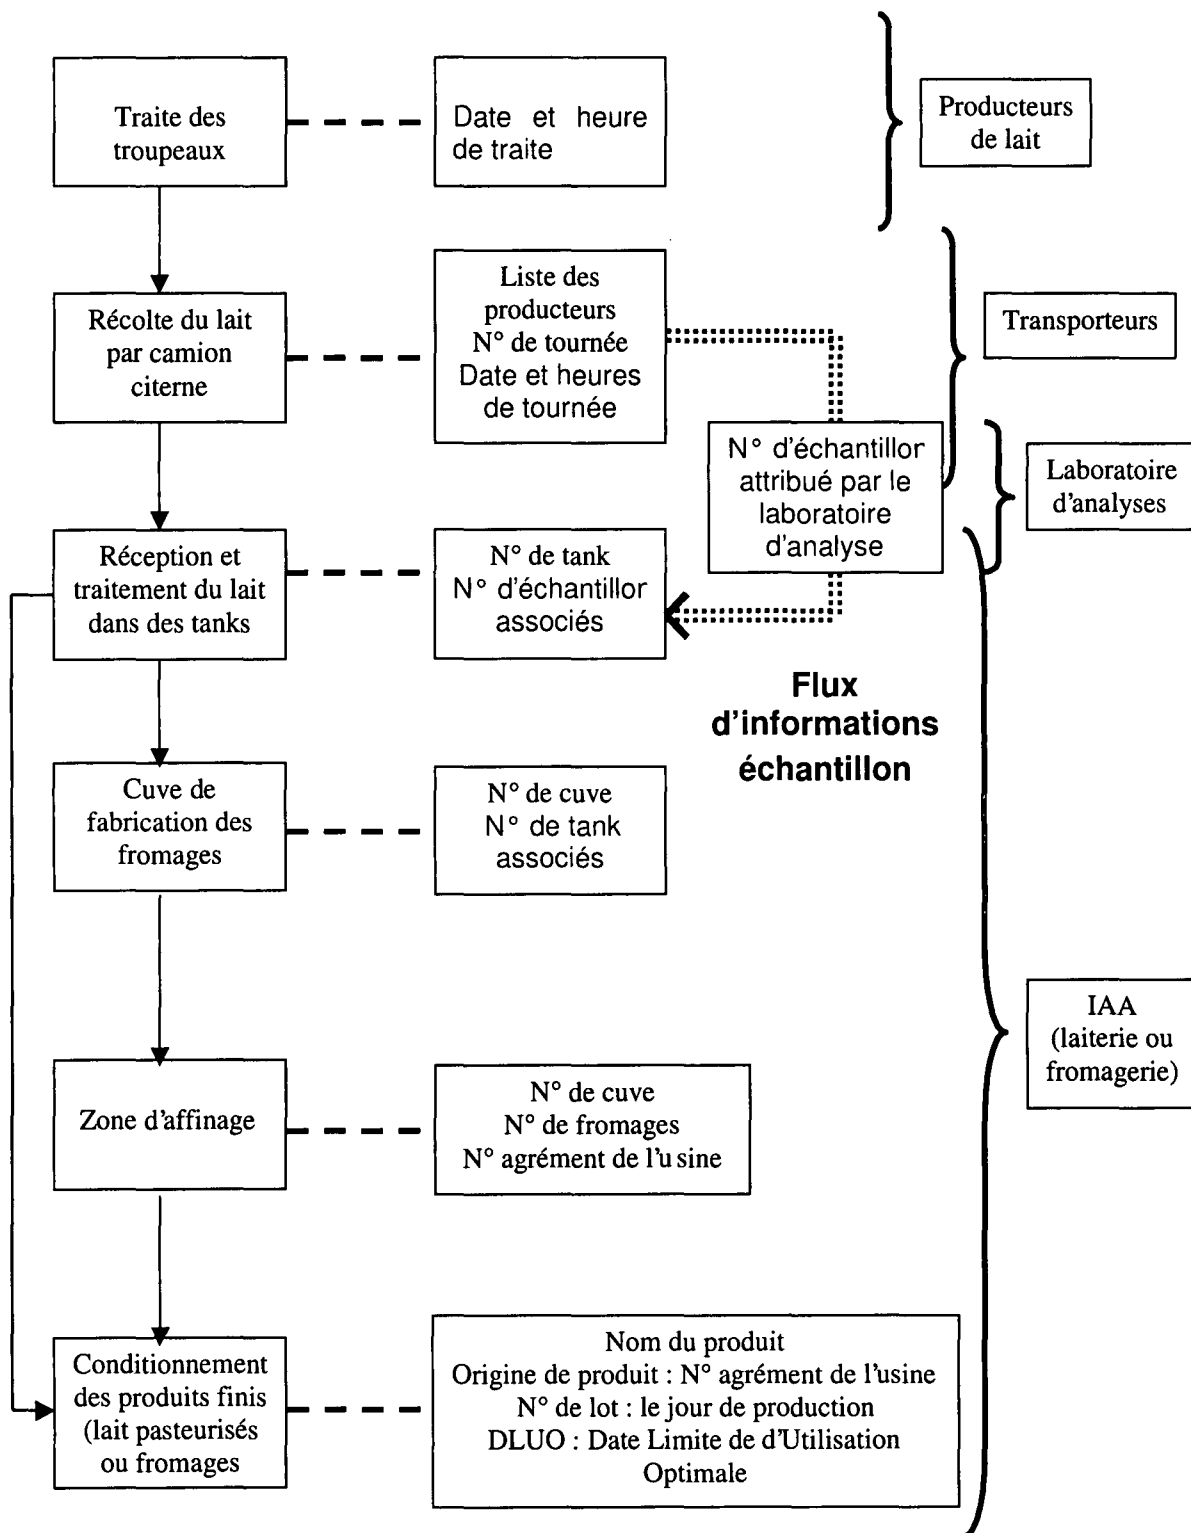 Traite des
troupeaux
Date et heure
de traite
Producteurs
de lait
Récolte du lait
par camion
citerne
Liste des
producteurs
N° de tournée
Date et heures
de tournée
Transporteurs
N° d'échantillor
attribué par le
laboratoire
d'analyse
Laboratoire
d'analyses
Réception et
traitement du lait
dans des tanks
N° de tank
N° d'échantillor
associés
Flux
d'informations
échantillon
Cuve de
fabrication des
fromages
N° de cuve
N° de tank
associés
IAA
(laiterie ou
fromagerie)
Zone d'affinage
N° de cuve
N° de fromages
N° agrément de l'u sine
Conditionnement
des produits finis
(lait pasteurisés
ou fromages
Nom du produit
Origine de produit : N° agrément de l'usine
N° de lot : le jour de production
DLUO : Date Limite de d'Utilisation
Optimale